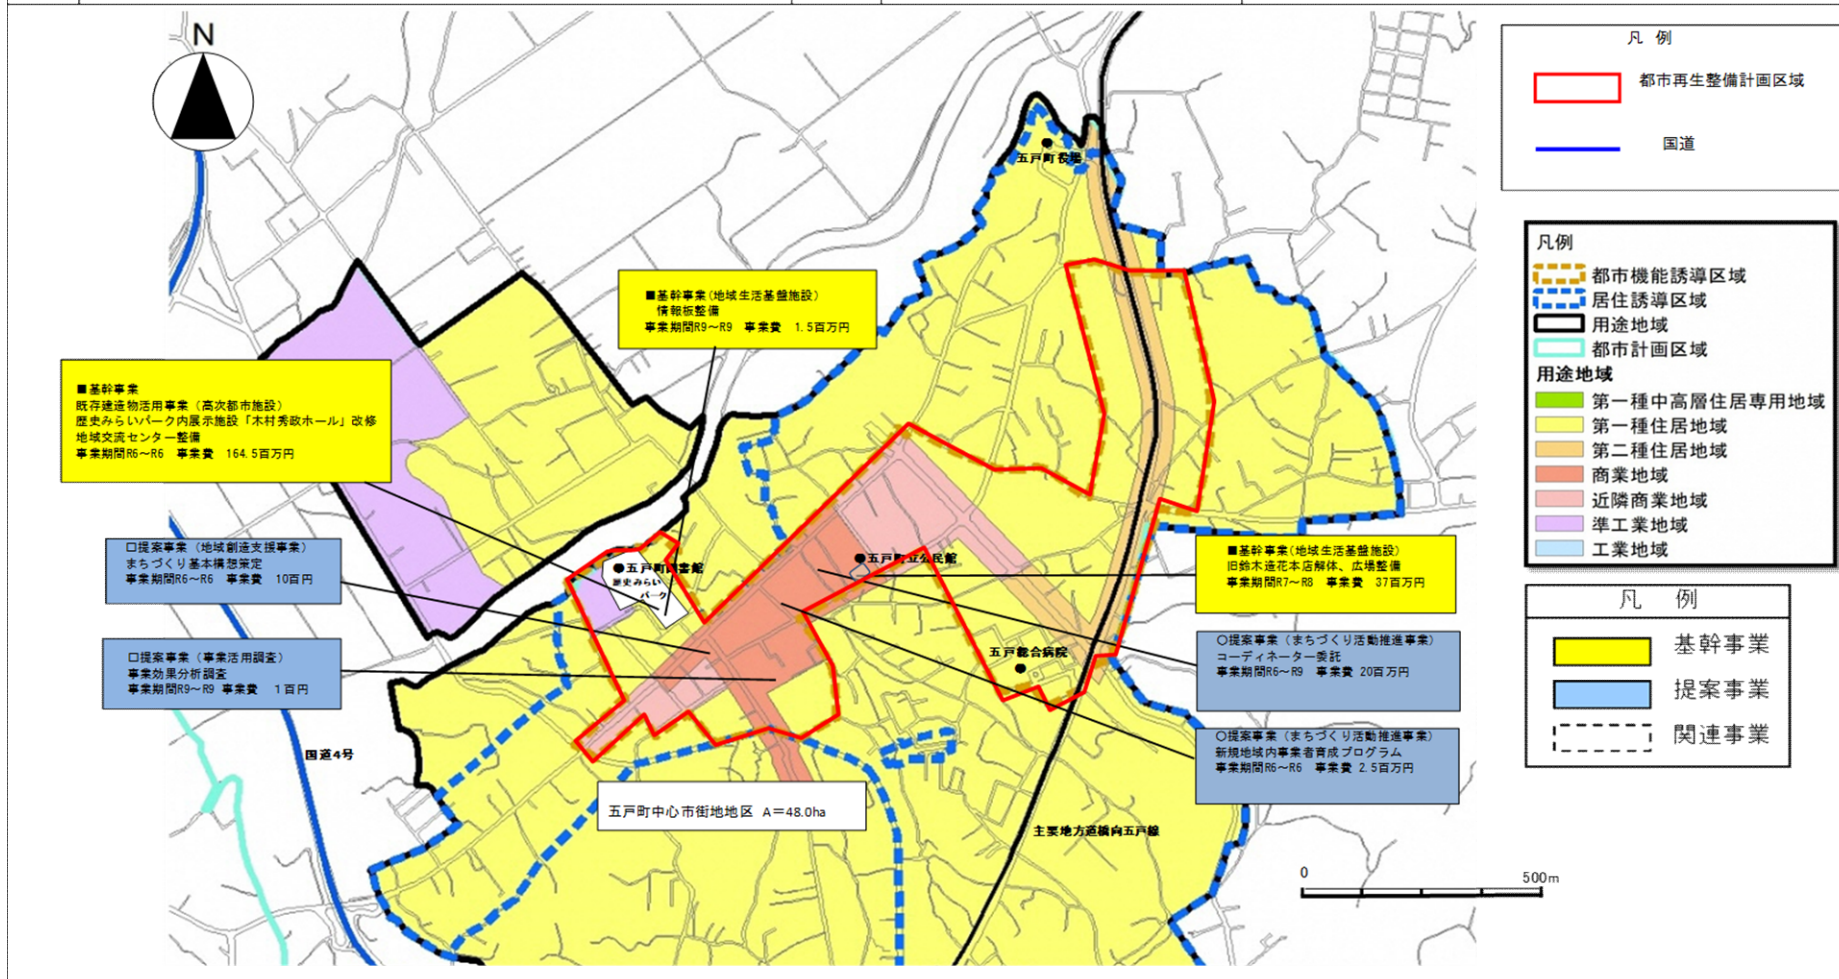 N
凡 例
都市再生整備計画区域
国道
凡例
都市機能誘導区域
居住誘導区域
用途地域
都市計画区域
用途地域
第一種中高層住居専用地域
第一種住居地域
第二種住居地域
商業地域
近隣商業地域
準工業地域
工業地域
凡 例
基幹事業
提案事業
関連事業
五戸町役場
■基幹事業(地域生活基盤施設)
情報板整備
事業期間R9～R9 事業費 1.5百万円
■基幹事業
既存建造物活用事業（高次都市施設）
歴史みらいパーク内展示施設「木村秀政ホール」改修
地域交流センター整備
事業期間R6～R6 事業費 164.5百万円
□提案事業（地域創造支援事業）
まちづくり基本構想策定
事業期間R6～R6 事業費 10百円
□提案事業（事業活用調査）
事業効果分析調査
事業期間R9～R9 事業費 1百円
五戸町図書館
歴史みらい
パーク
五戸町立公民館
五戸総合病院
■基幹事業(地域生活基盤施設)
旧鈴木造花本店解体、広場整備
事業期間R7～R8 事業費 37百万円
○提案事業（まちづくり活動推進事業）
コーディネーター委託
事業期間R6～R9 事業費 20百万円
○提案事業（まちづくり活動推進事業）
新規地域内事業者育成プログラム
事業期間R6～R6 事業費 2.5百万円
国道4号
五戸町中心市街地地区 A＝48.0ha
主要地方道橋向五戸線
0
500m